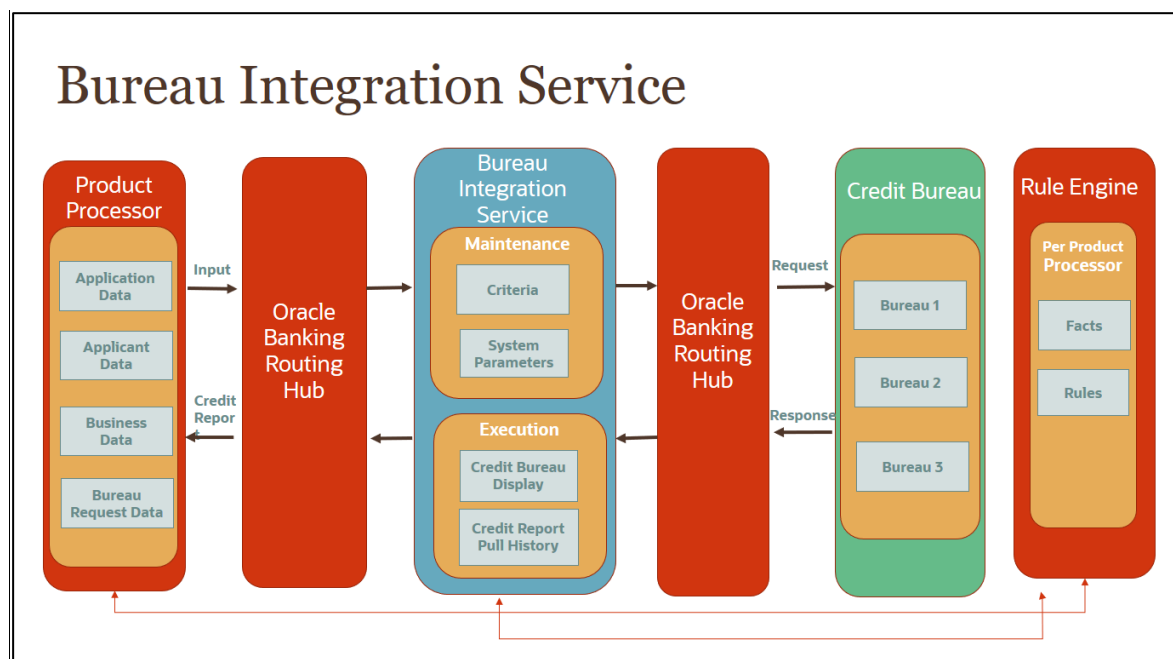 Bureau Integration Service
Product
Processor
Application
Data
Applicant
Data
Business
Data
Bureau
Request Data
Input
Credit
Repor
t
Oracle
Banking
Routing
Hub
Bureau
Integration
Service
Maintenance
Criteria
System
Parameters
Execution
Credit Bureau
Display
Credit Report
Pull History
Oracle
Banking
Routing
Hub
Request
Response
Credit Bureau
Bureau 1
Bureau 2
Bureau 3
Rule Engine
Per Product
Processor
Facts
Rules